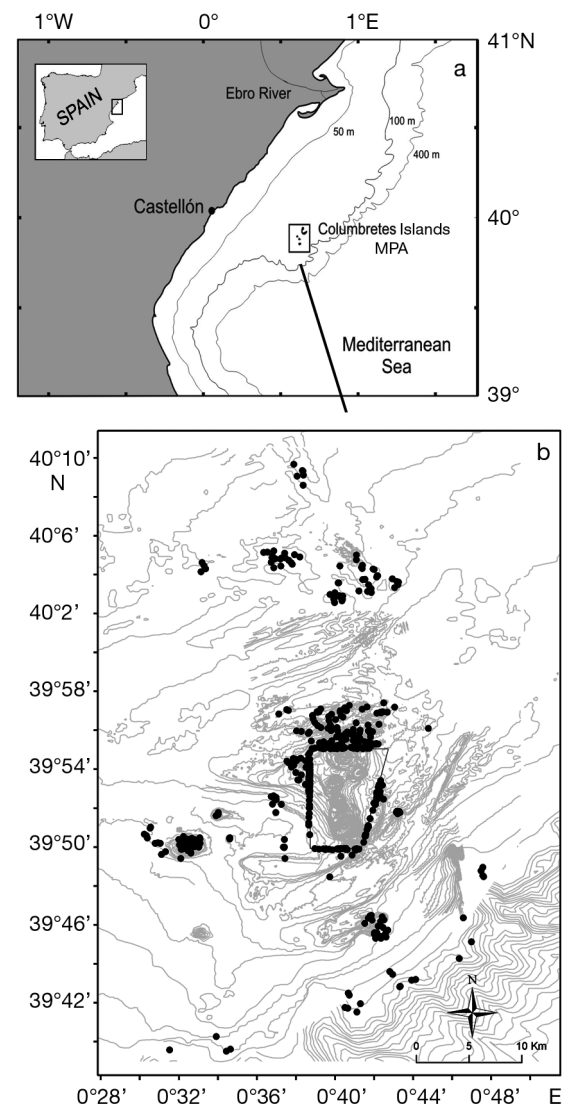 1°W 0° 1°E
41°N
a
SPAIN
Ebro River
50 m
100 m
400 m
Castellón
40°
Columbretes Islands
MPA
Mediterranean
Sea
39°
b
40°10’
N
40°6’
40°2’
39°58’
39°54’
39°50’
39°46’
39°42’
N
0 5 10 Km
0°28’ 0°32’ 0°36’ 0°40’ 0°44’ 0°48’ E